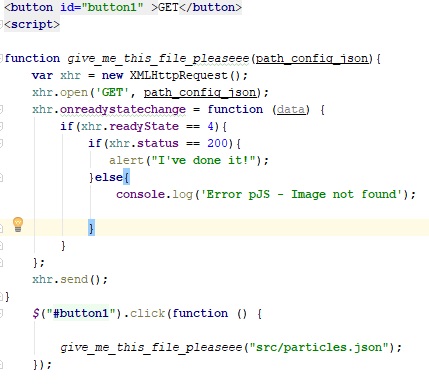 <button id="button1" >GET</button>
<script>
function give_me_this_file_pleaseee(path_config_json){
var xhr = new XMLHttpRequest();
xhr.open('GET', path_config_json);
xhr.onreadystatechange = function (data) {
if(xhr.readyState == 4){
if(xhr.status == 200){
alert("I've done it!");
}else{
console.log('Error pJS - Image not found');
}
}
};
xhr.send();
}
$("#button1").click(function () {
give_me_this_file_pleaseee("src/particles.json");
});